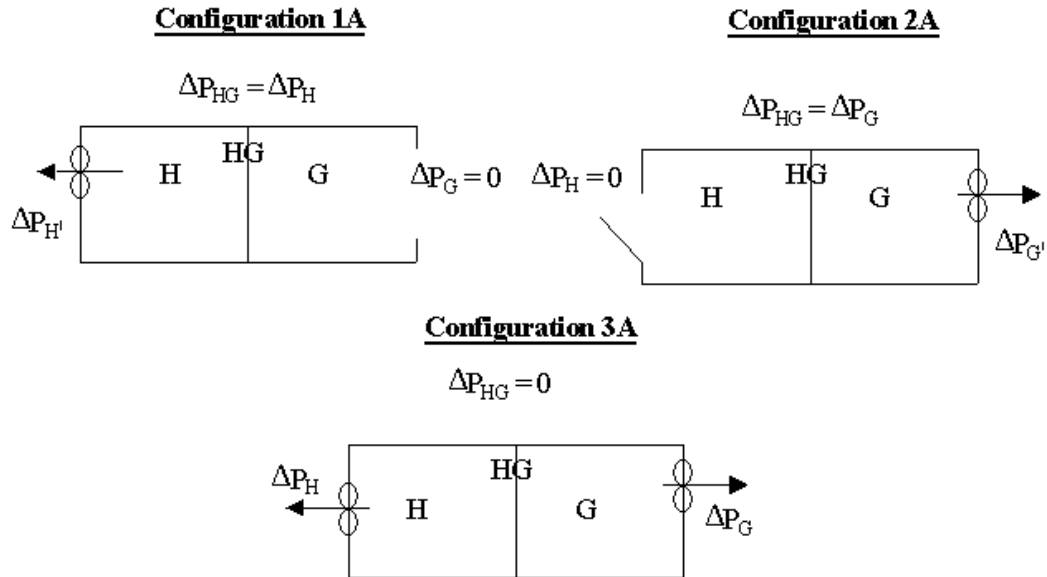 Configuration 1A
ΔP_HG = ΔP_H
H HG G
ΔP_H'
ΔP_G = 0
Configuration 2A
ΔP_HG = ΔP_G
ΔP_H = 0
H HG G
ΔP_G'
Configuration 3A
ΔP_HG = 0
ΔP_H
H HG G
ΔP_G